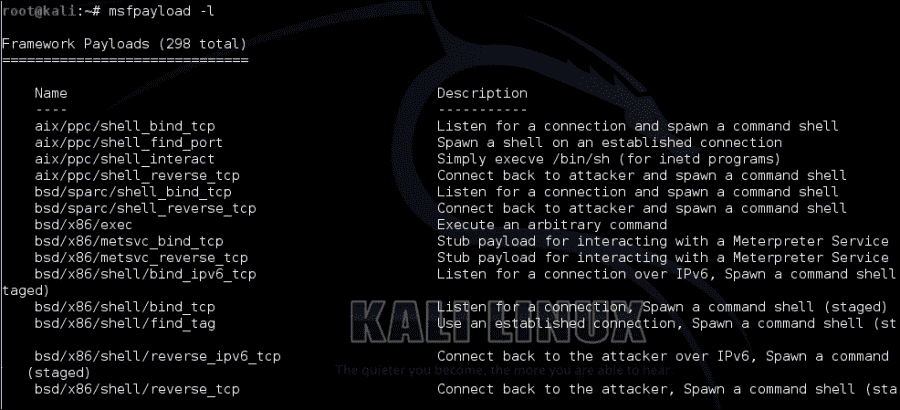 root@kali:~# msfpayload -l
Framework Payloads (298 total)
==============================
Name Description
---- -----------
aix/ppc/shell_bind_tcp Listen for a connection and spawn a command shell
aix/ppc/shell_find_port Spawn a shell on an established connection
aix/ppc/shell_interact Simply execve /bin/sh (for inetd programs)
aix/ppc/shell_reverse_tcp Connect back to attacker and spawn a command shell
bsd/sparc/shell_bind_tcp Listen for a connection and spawn a command shell
bsd/sparc/shell_reverse_tcp Connect back to attacker and spawn a command shell
bsd/x86/exec Execute an arbitrary command
bsd/x86/metsvc_bind_tcp Stub payload for interacting with a Meterpreter Service
bsd/x86/metsvc_reverse_tcp Stub payload for interacting with a Meterpreter Service
bsd/x86/shell/bind_ipv6_tcp Listen for a connection over IPv6, Spawn a command shell
taged)
bsd/x86/shell/bind_tcp Listen for a connection, Spawn a command shell (staged)
bsd/x86/shell/find_tag Use an established connection, Spawn a command shell (st
KALI LINUX
bsd/x86/shell/reverse_ipv6_tcp Connect back to the attacker over IPv6, Spawn a command
(staged)
The quieter you become, the more you are able to hear
bsd/x86/shell/reverse_tcp Connect back to the attacker, Spawn a command shell (sta